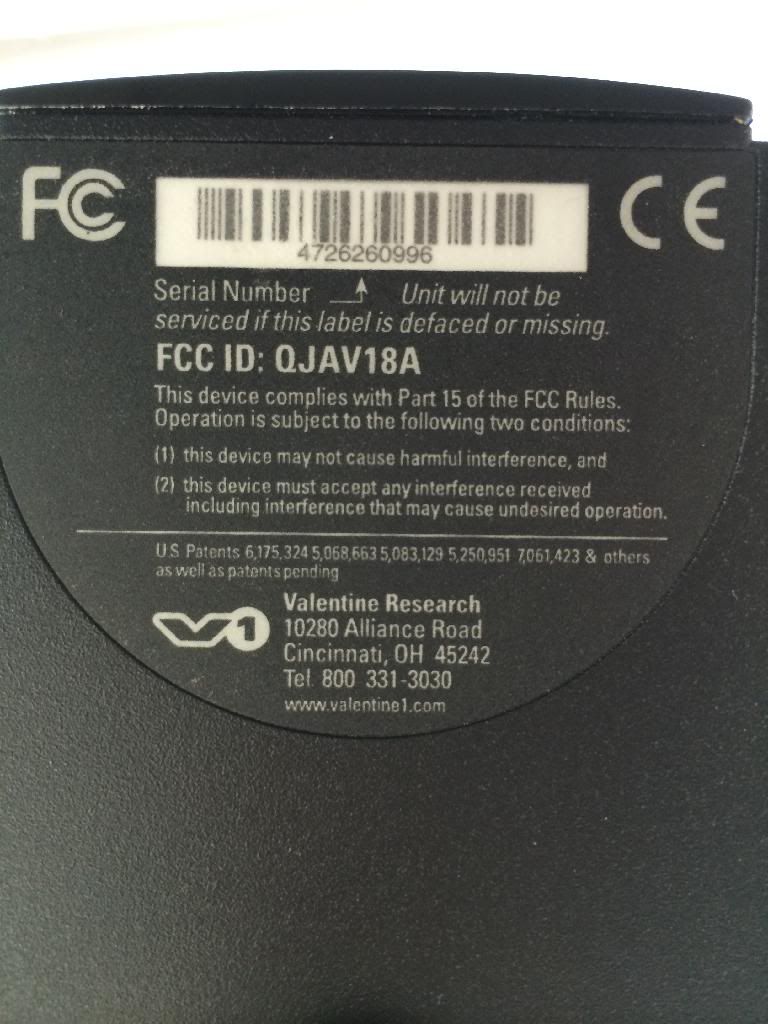 FC CE
4726260996
Serial Number Unit will not be
serviced if this label is defaced or missing.
FCC ID: QJAV18A
This device complies with Part 15 of the FCC Rules.
Operation is subject to the following two conditions:
(1) this device may not cause harmful interference, and
(2) this device must accept any interference received
including interference that may cause undesired operation.
U.S. Patents 6,175,324 5,068,663 5,083,129 5,250,951 7,061,423 & others
as well as patents pending
V1 Valentine Research
10280 Alliance Road
Cincinnati, OH 45242
Tel 800 331-3030
www.valentine1.com